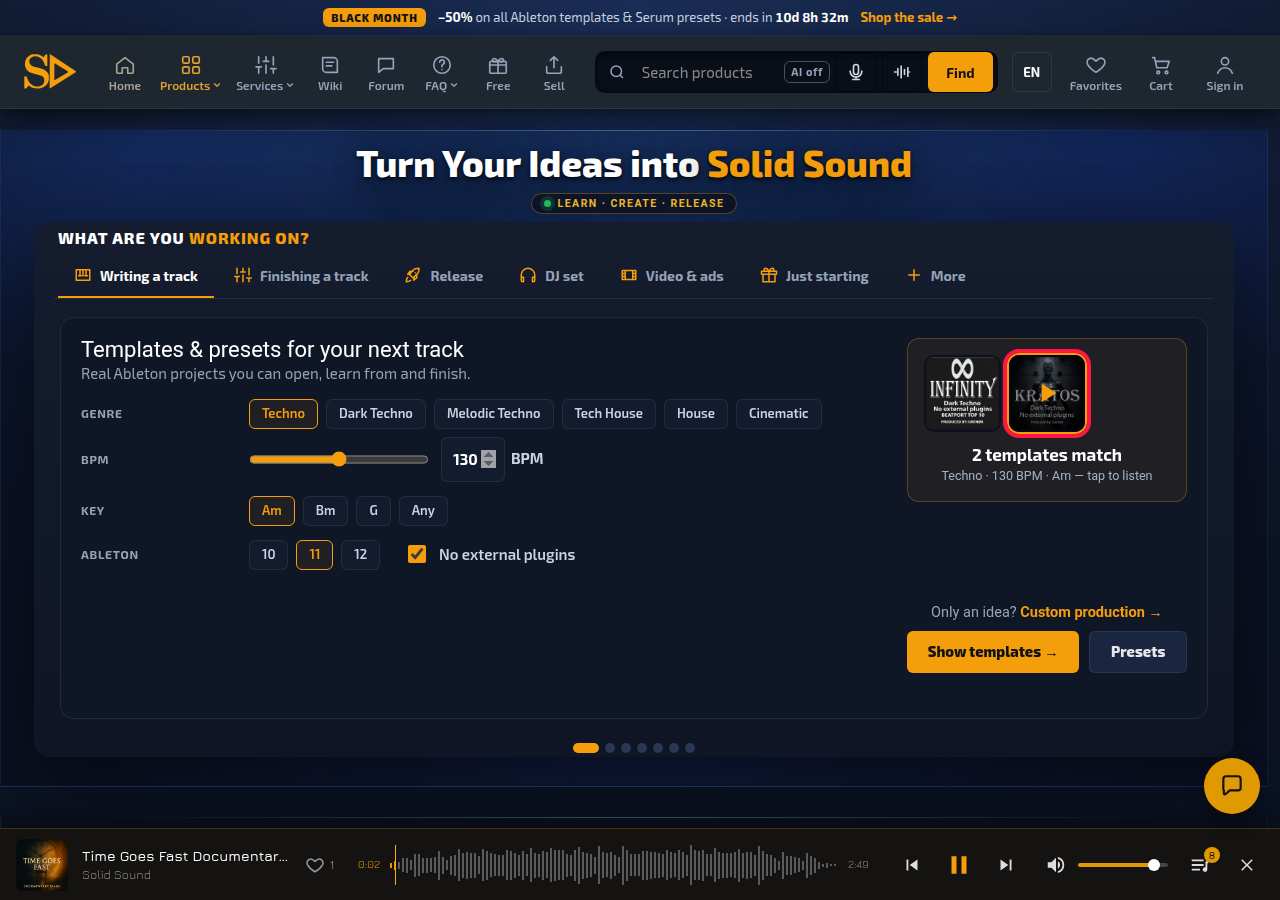 BLACK MONTH –50% on all Ableton templates & Serum presets · ends in 10d 8h 32m Shop the sale →
Home Products Services Wiki Forum FAQ Free Sell Search products AI off Find EN Favorites Cart Sign in
Turn Your Ideas into Solid Sound
LEARN · CREATE · RELEASE
WHAT ARE YOU WORKING ON?
Writing a track Finishing a track Release DJ set Video & ads Just starting More
Templates & presets for your next track
Real Ableton projects you can open, learn from and finish.
GENRE Techno Dark Techno Melodic Techno Tech House House Cinematic
BPM 130 BPM
KEY Am Bm G Any
ABLETON 10 11 12 No external plugins
INFINITY
Dark Techno
No external plugins
BEATPORT TOP 10
KRATOS
Dark Techno
No external plugins
2 templates match
Techno · 130 BPM · Am — tap to listen
Only an idea? Custom production →
Show templates → Presets
TIME GOES
FAST
Time Goes Fast Documentar...
Solid Sound
1
0:02
2:49
8